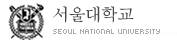 서울대학교
SEOUL NATIONAL UNIVERSITY